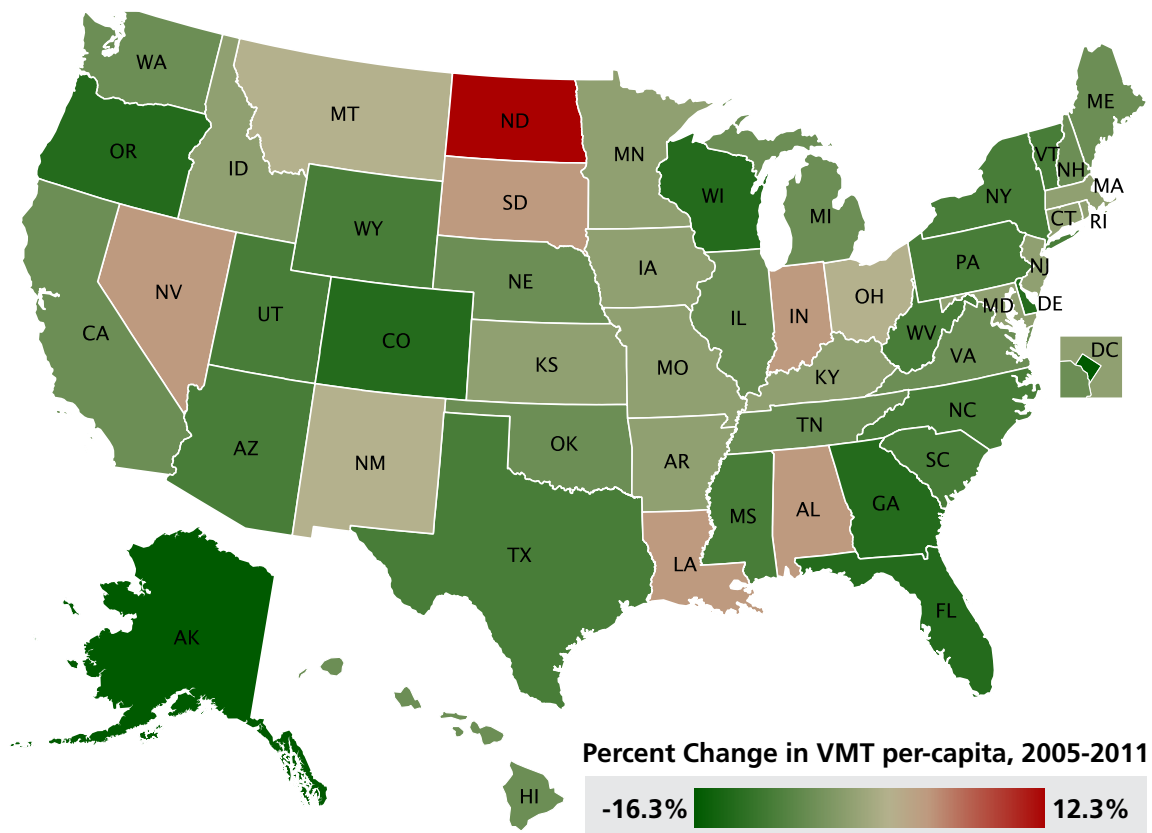 WA
MT
ND
ME
OR
ID
MN
VT
NH
SD
WI
NY
MA
WY
MI
CT
RI
IA
PA
NJ
NE
NV
OH
MD
DE
UT
IL
IN
WV
CA
CO
VA
DC
KS
MO
KY
NC
TN
AZ
OK
NM
AR
SC
MS
AL
GA
TX
LA
FL
AK
HI
Percent Change in VMT per-capita, 2005-2011
-16.3% 12.3%